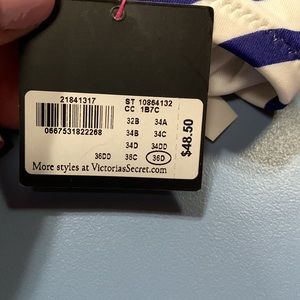 21841317 ST 10864132
CC 1B7C
0667531822268
32B 34A
34B 34C
34D 34DD
36DD 36C 36D
$48.50
More styles at VictoriasSecret.com